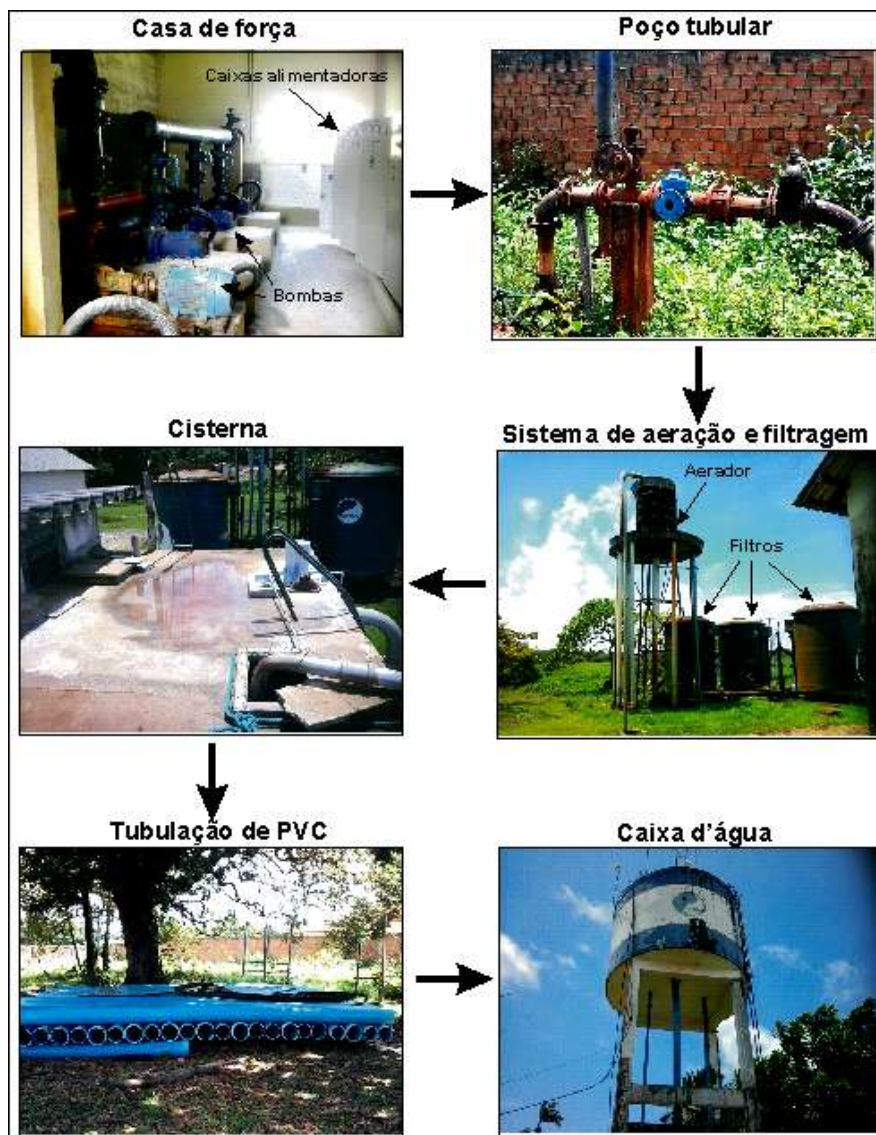 Casa de força
Caixas alimentadoras
Bombas
Poço tubular
Sistema de aeração e filtragem
Aerador
Filtros
Cisterna
Tubulação de PVC
Caixa d'água